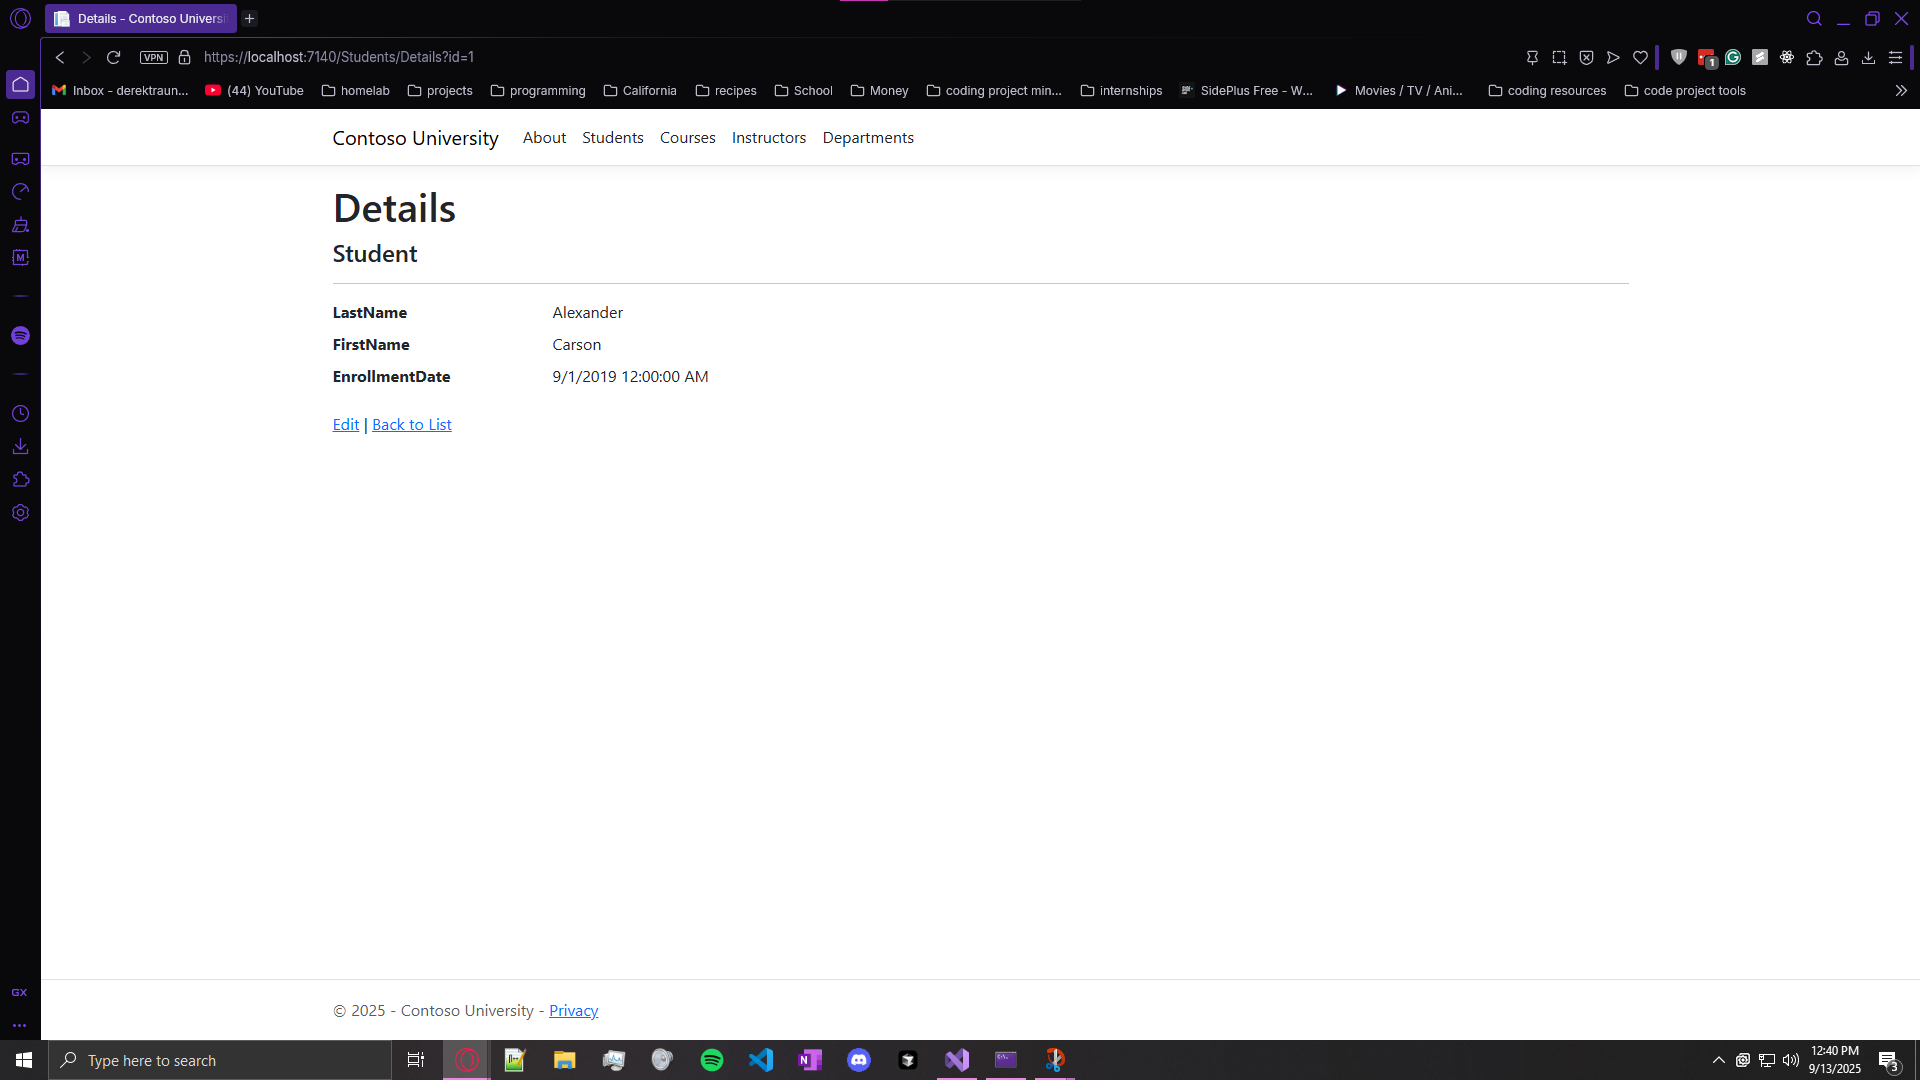 Details - Contoso Universi
VPN
https://localhost:7140/Students/Details?id=1
1
Inbox - derektraun...
(44) YouTube
homelab
projects
programming
California
recipes
School
Money
coding project min...
internships
SidePlus Free - W...
Movies / TV / Ani...
coding resources
code project tools
Contoso University
About
Students
Courses
Instructors
Departments
M
Details
Student
LastName
Alexander
FirstName
Carson
EnrollmentDate
9/1/2019 12:00:00 AM
Edit | Back to List
GX
© 2025 - Contoso University - Privacy
Type here to search
N
12:40 PM
9/13/2025
3